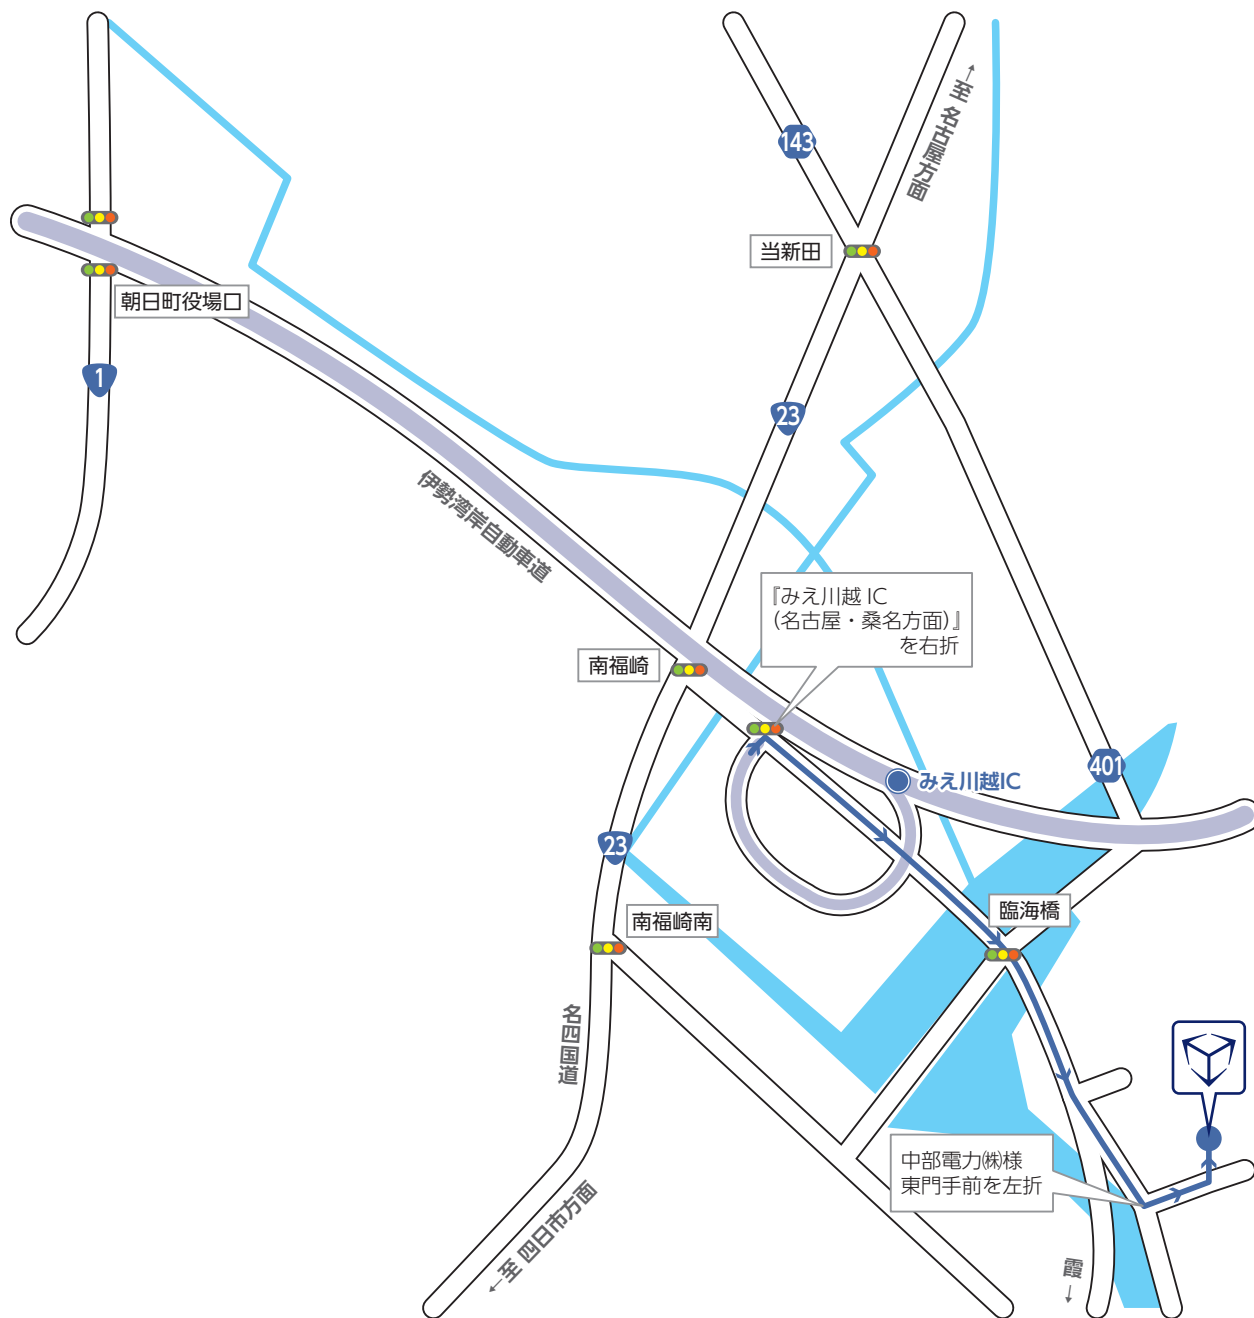 143
→至 名古屋方面
当新田
朝日町役場口
1
23
伊勢湾岸自動車道
『みえ川越 IC
(名古屋・桑名方面)』
を右折
南福崎
401
みえ川越IC
23
臨海橋
南福崎南
名四国道
中部電力㈱様
東門手前を左折
←至 四日市方面
霞
→